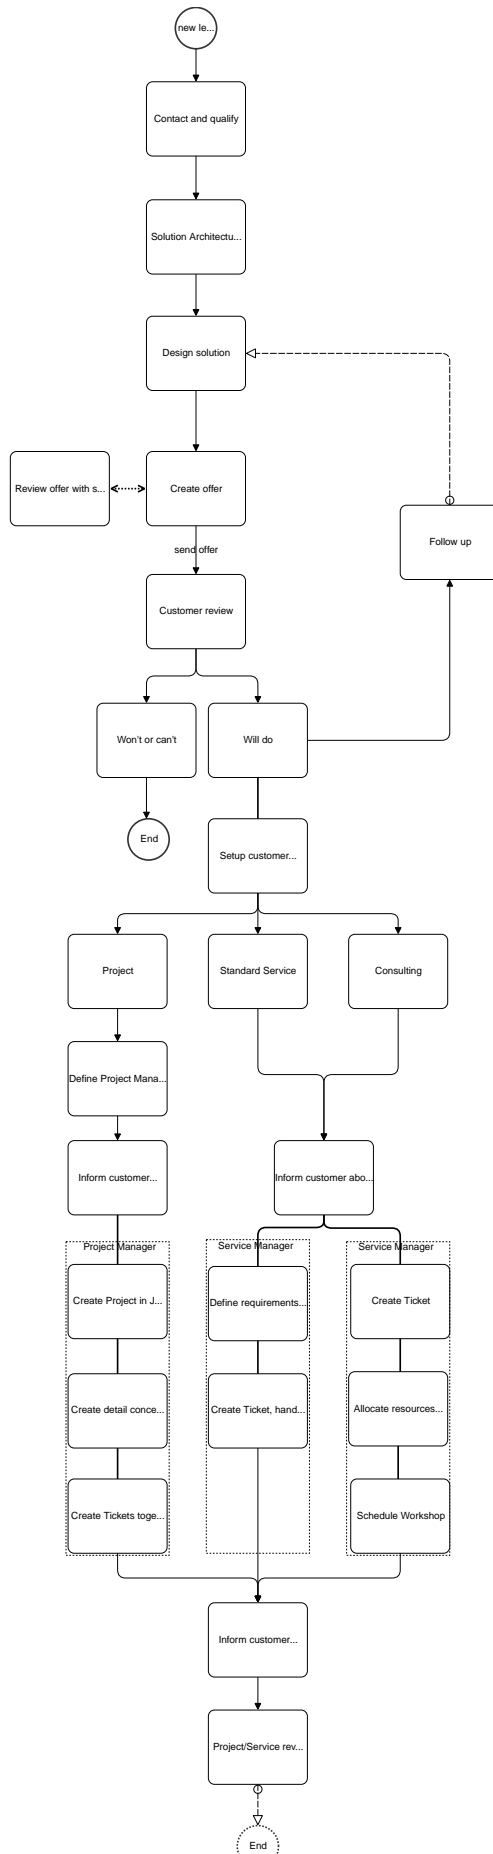 new le...
Contact and qualify
Solution Architectu...
Design solution
Review offer with s...
Create offer
Follow up
send offer
Customer review
Won't or can't
Will do
End
Setup customer...
Project
Standard Service
Consulting
Define Project Mana...
Inform customer...
Inform customer abo...
Project Manager
Service Manager
Service Manager
Create Project in J...
Define requirements...
Create Ticket
Create detail conce...
Create Ticket, hand...
Allocate resources...
Create Tickets toge...
Schedule Workshop
Inform customer...
Project/Service rev...
End